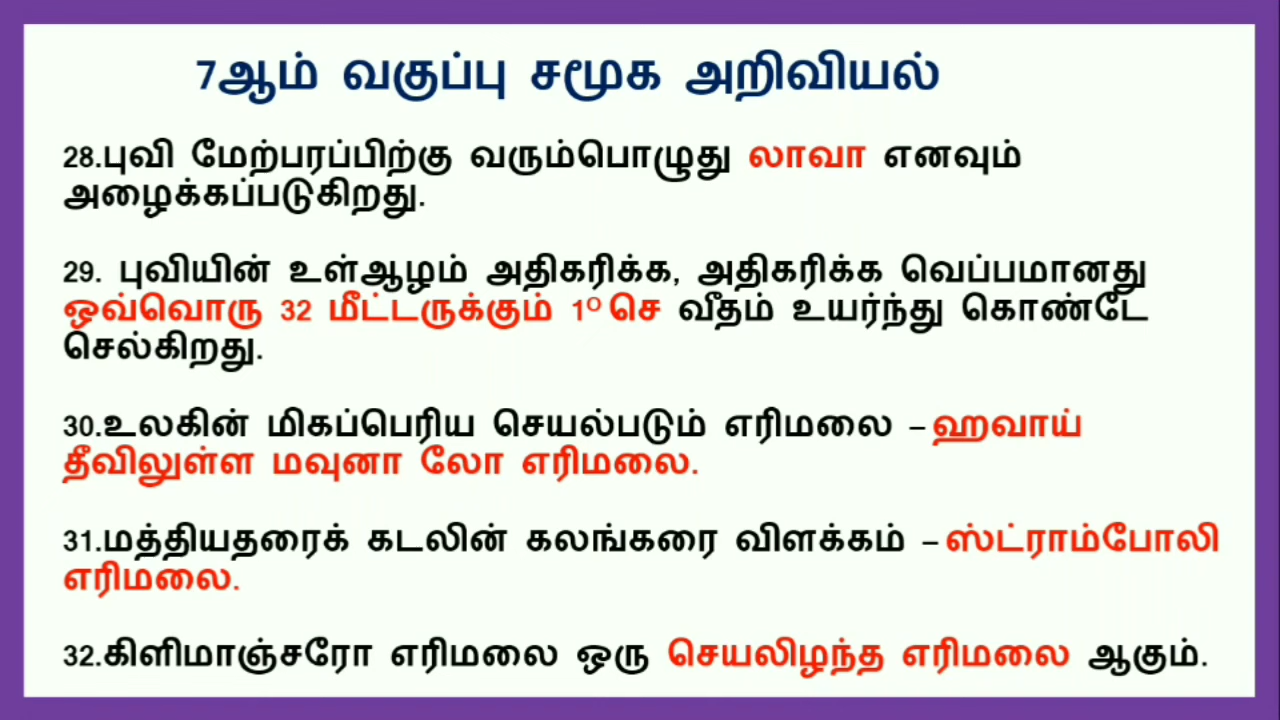 7ஆம் வகுப்பு சமூக அறிவியல்
28.புவி மேற்பரப்பிற்கு வரும்பொழுது லாவா எனவும்
அழைக்கப்படுகிறது.
29. புவியின் உள்ஆழம் அதிகரிக்க, அதிகரிக்க வெப்பமானது
ஒவ்வொரு 32 மீட்டருக்கும் 1⁰ செ வீதம் உயர்ந்து கொண்டே
செல்கிறது.
30.உலகின் மிகப்பெரிய செயல்படும் எரிமலை – ஹவாய்
தீவிலுள்ள மவுனா லோ எரிமலை.
31.மத்தியதரைக் கடலின் கலங்கரை விளக்கம் – ஸ்ட்ராம்போலி
எரிமலை.
32.கிளிமாஞ்சரோ எரிமலை ஒரு செயலிழந்த எரிமலை ஆகும்.